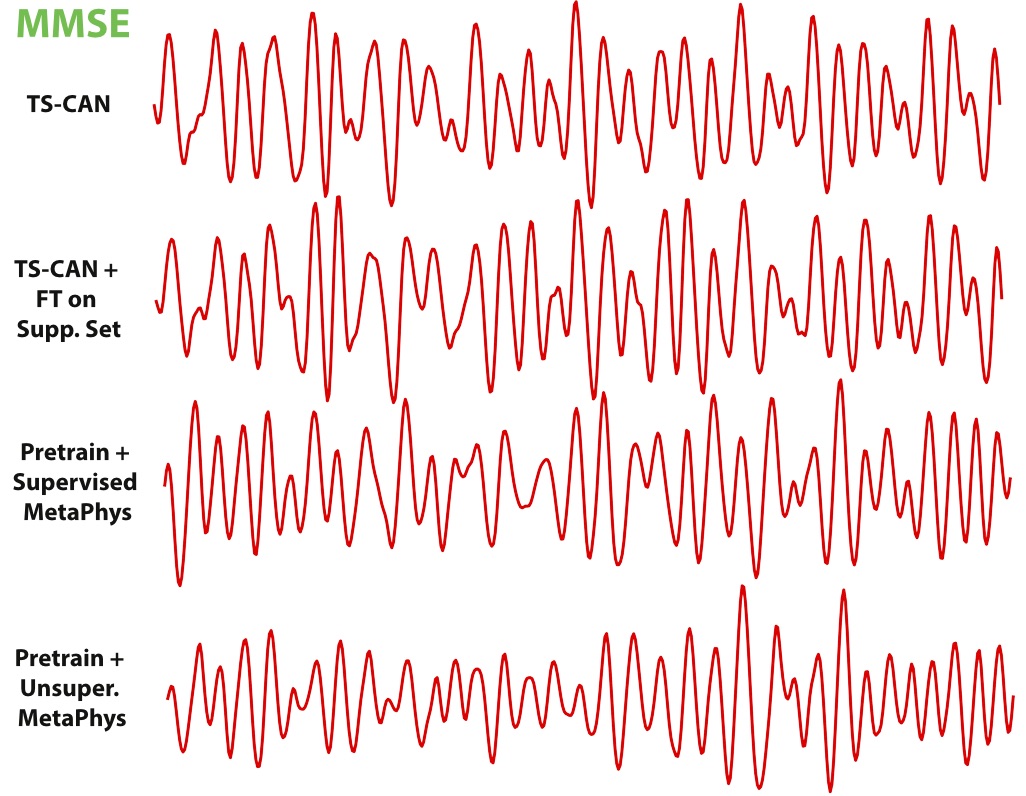 MMSE
TS-CAN
TS-CAN +
FT on
Supp. Set
Pretrain +
Supervised
MetaPhys
Pretrain +
Unsuper.
MetaPhys